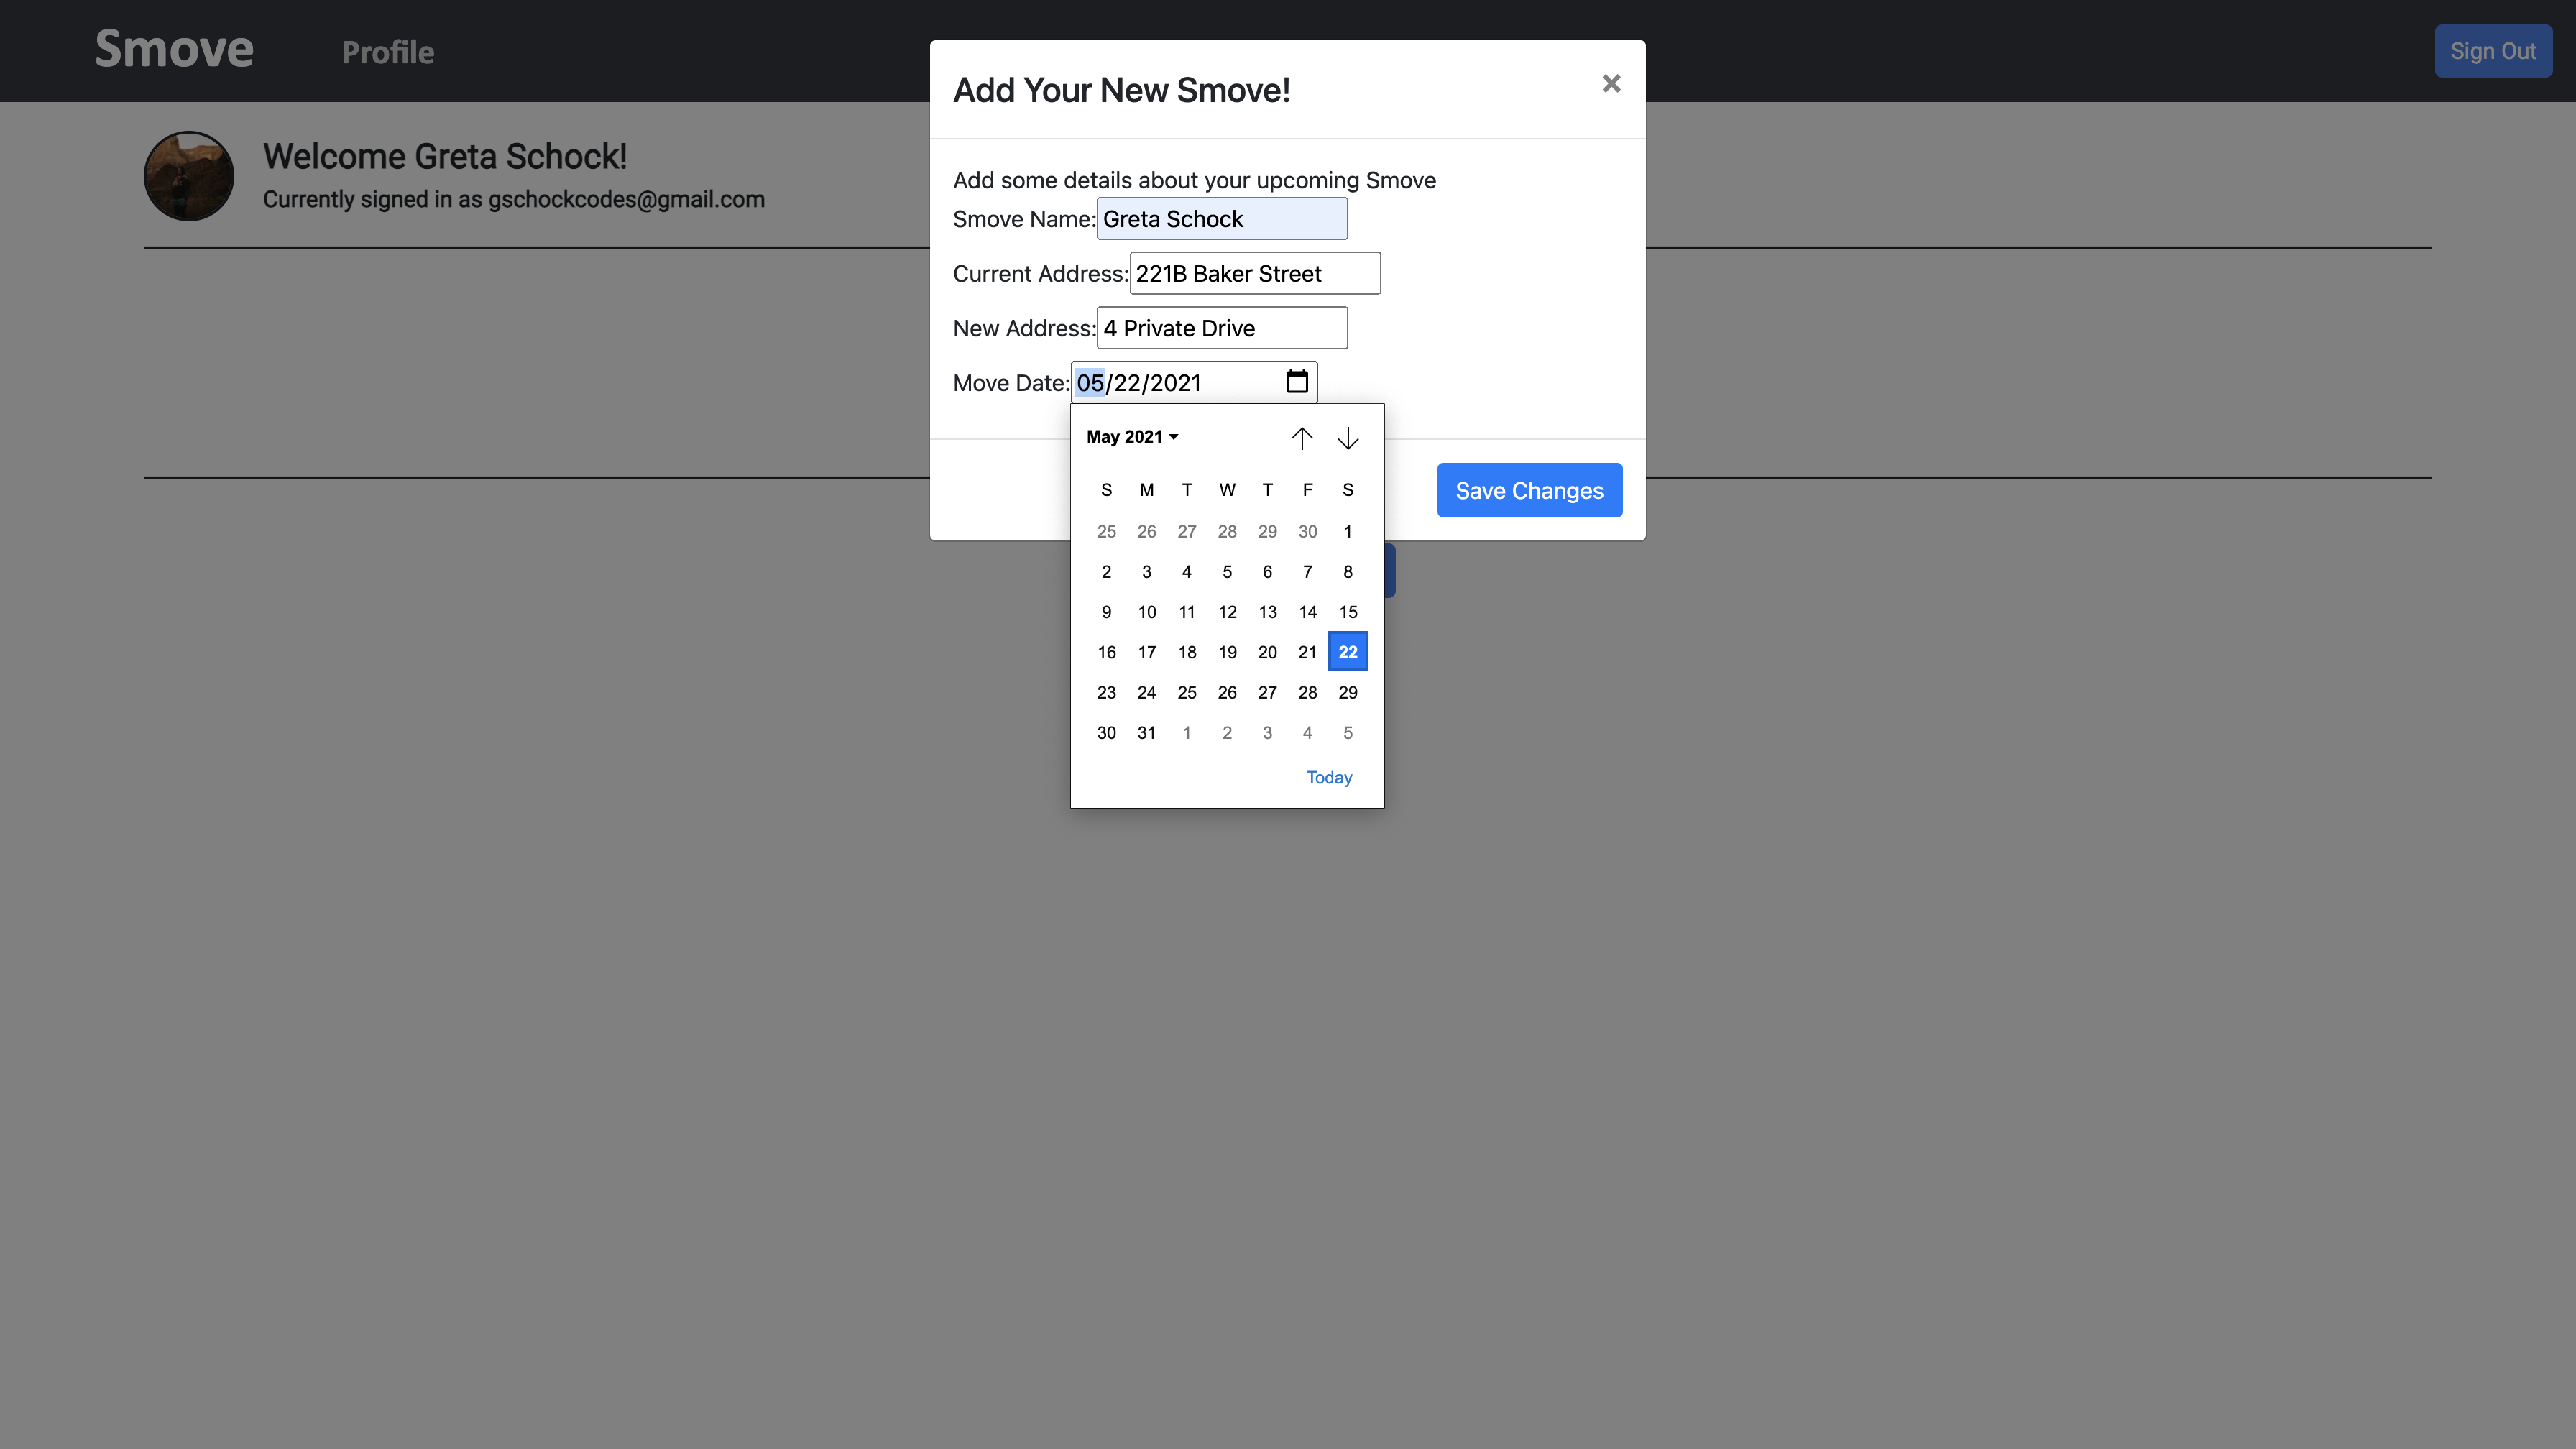 Smove Profile Sign Out
Add Your New Smove! ×
Welcome Greta Schock!
Currently signed in as gschockcodes@gmail.com
Add some details about your upcoming Smove
Smove Name: Greta Schock
Current Address: 221B Baker Street
New Address: 4 Private Drive
Move Date: 05/22/2021
May 2021
S M T W T F S
25 26 27 28 29 30 1
2 3 4 5 6 7 8
9 10 11 12 13 14 15
16 17 18 19 20 21 22
23 24 25 26 27 28 29
30 31 1 2 3 4 5
Today
Save Changes